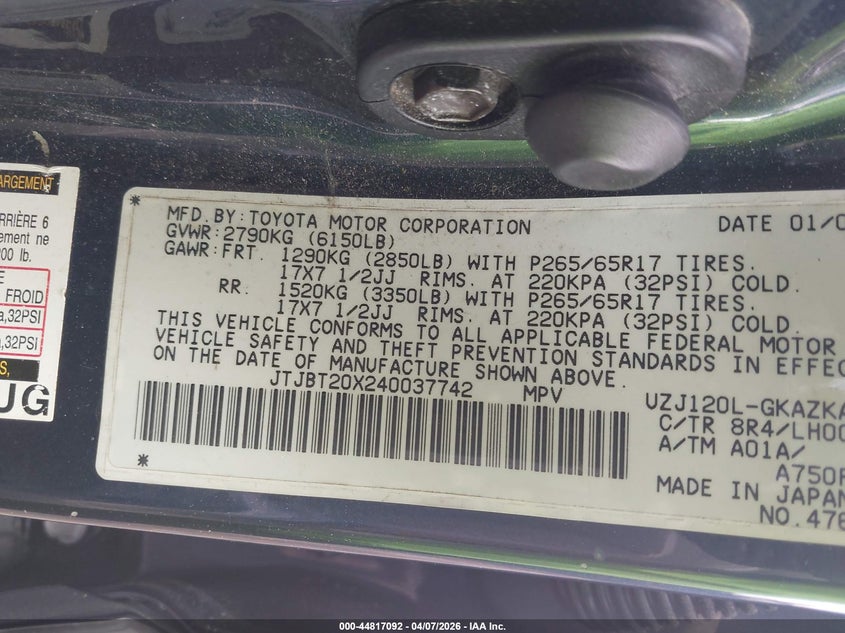 ARGEMENT
RRIÈRE 6
ement ne
00 lb.
E
FROID
a,32PSI
a,32PSI
UG
MFD.BY:TOYOTA MOTOR CORPORATION DATE 01/0
GVWR:2790KG (6150LB)
GAWR:FRT. 1290KG (2850LB) WITH P265/65R17 TIRES.
17X7 1/2JJ RIMS. AT 220KPA (32PSI) COLD.
RR. 1520KG (3350LB) WITH P265/65R17 TIRES.
17X7 1/2JJ RIMS. AT 220KPA (32PSI) COLD.
THIS VEHICLE CONFORMS TO ALL APPLICABLE FEDERAL MOTOR
VEHICLE SAFETY AND THEFT PREVENTION STANDARDS IN EFFEC
ON THE DATE OF MANUFACTURE SHOWN ABOVE.
JTJBT20X240037742 MPV
UZJ120L-GKAZKA
C/TR 8R4/LH00
A/TM A01A/
A750F
MADE IN JAPAN
NO.476
000-44817092 - 04/07/2026 - IAA Inc.